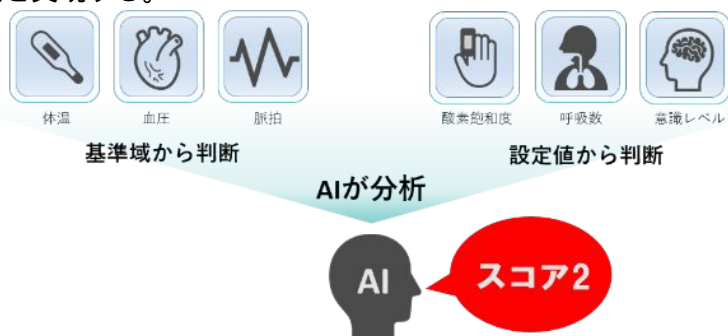 体温
血圧
脈拍
酸素飽和度
呼吸数
意識レベル
基準域から判断
設定値から判断
AIが分析
AI
スコア2